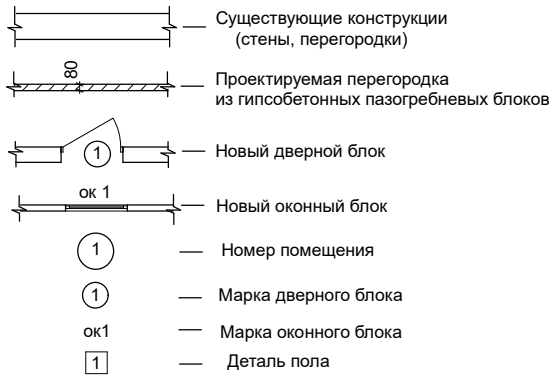 — Существующие конструкции
(стены, перегородки)
80
— Проектируемая перегородка
из гипсобетонных пазогребневых блоков
1 — Новый дверной блок
ок 1
— Новый оконный блок
1 — Номер помещения
1 — Марка дверного блока
ок1 — Марка оконного блока
1 — Деталь пола